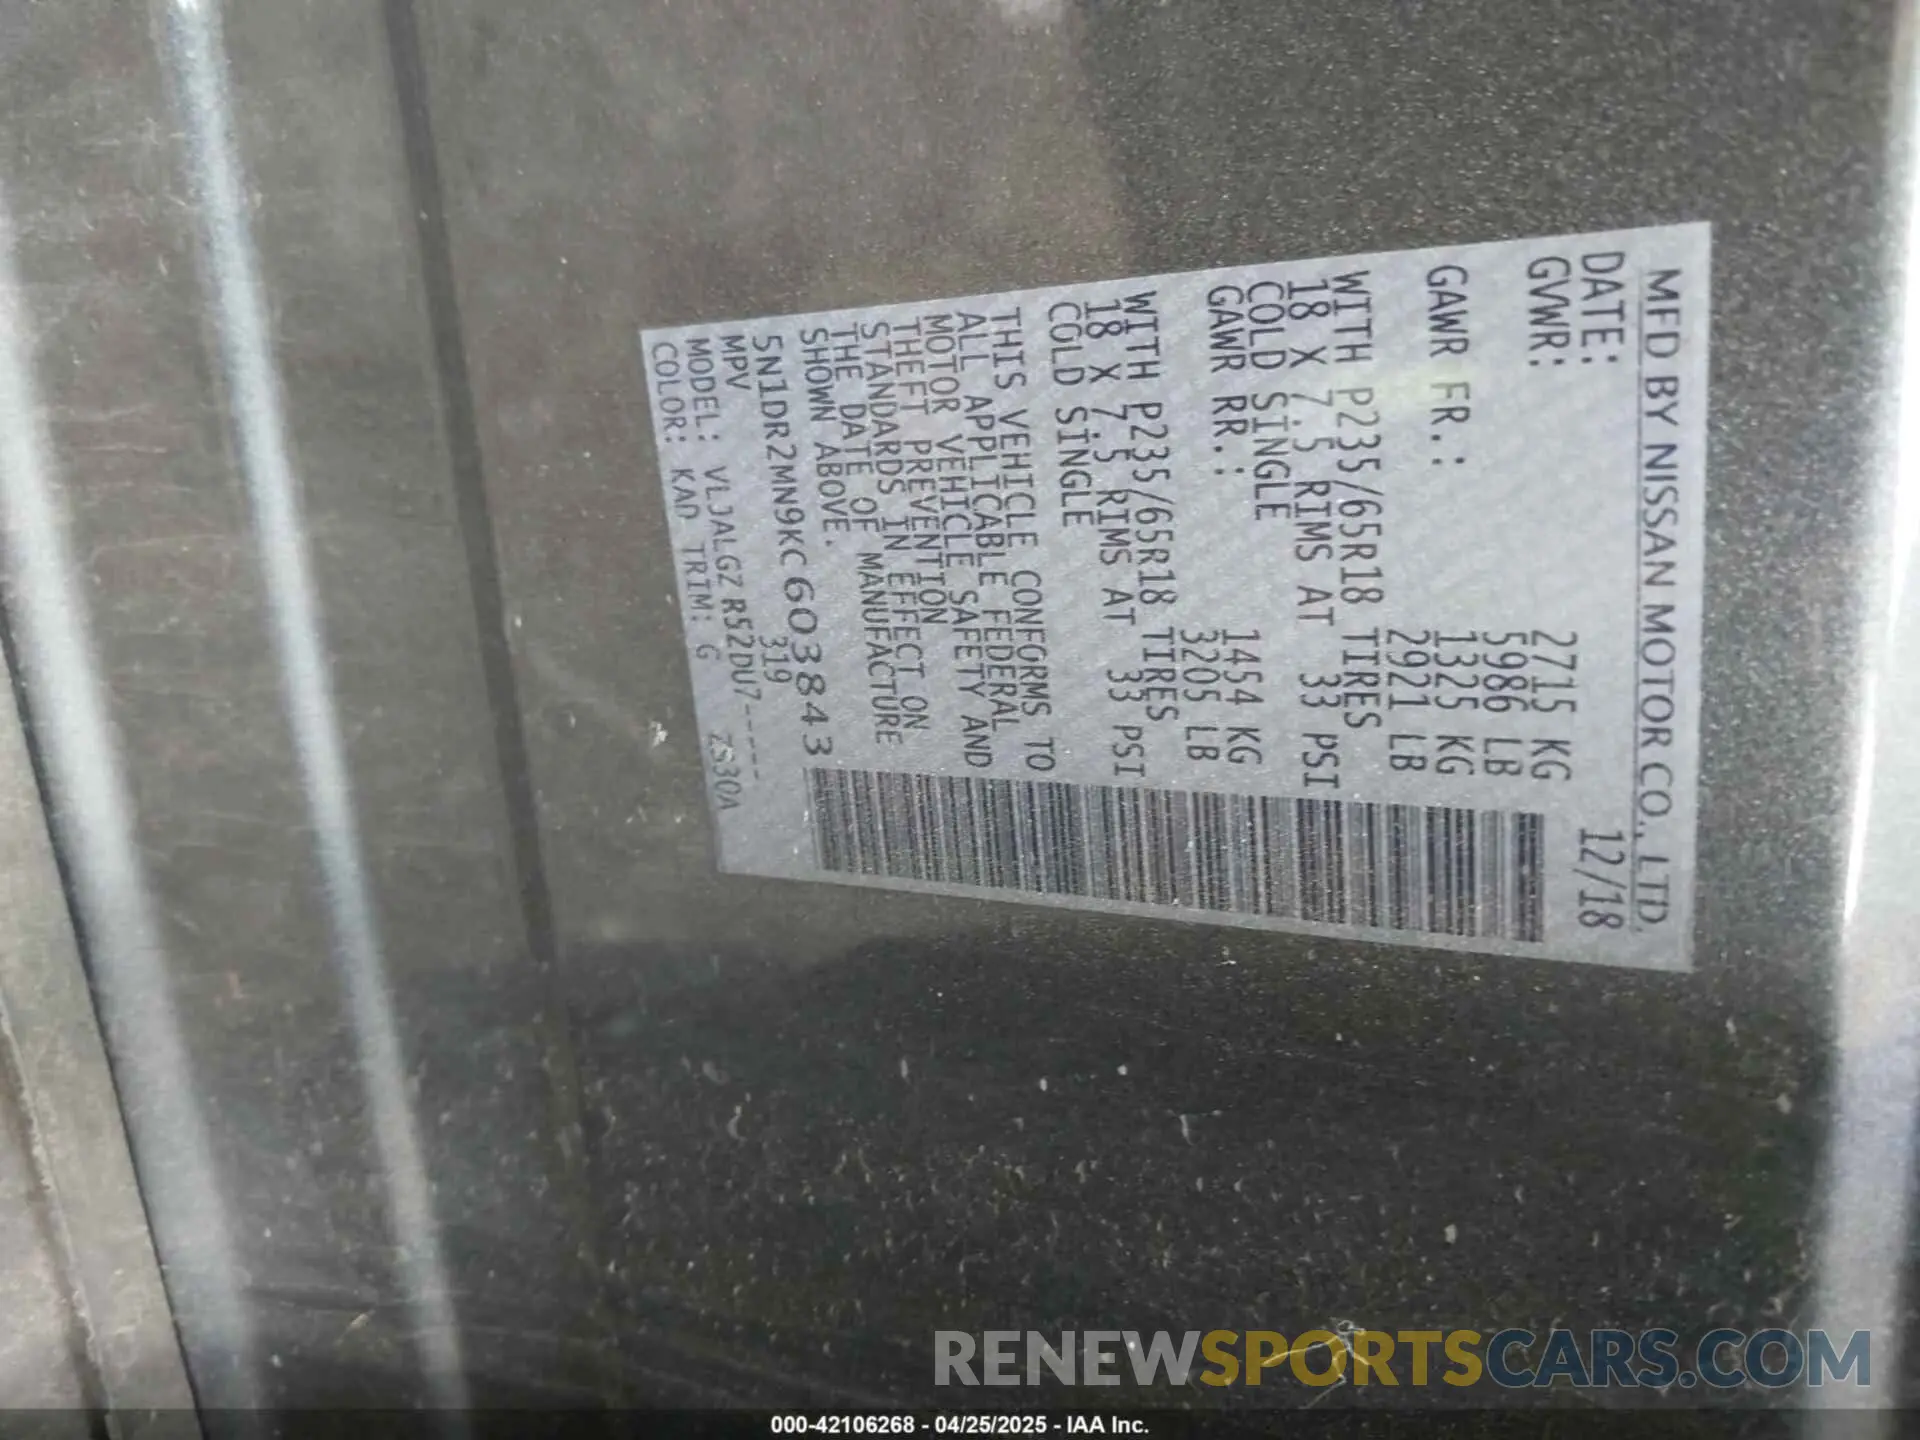 MFD BY NISSAN MOTOR CO., LTD.
DATE: 12/18
GVWR: 2715 KG
5986 LB
GAWR FR.: 1325 KG
2921 LB
WITH P235/65R18 TIRES
18 X 7.5 RIMS AT 33 PSI
COLD SINGLE
GAWR RR.: 1454 KG
3205 LB
WITH P235/65R18 TIRES
18 X 7.5 RIMS AT 33 PSI
COLD SINGLE
THIS VEHICLE CONFORMS TO
ALL APPLICABLE FEDERAL
MOTOR VEHICLE SAFETY AND
THEFT PREVENTION
STANDARDS IN EFFECT ON
THE DATE OF MANUFACTURE
SHOWN ABOVE.
5N1DR2MN9KC603843
MPV 319
MODEL: VLJALGZ R52DU7-----
COLOR: KAD TRIM: G ZS30A
RENEWSPORTSCARS.COM
000-42106268 - 04/25/2025 - IAA Inc.